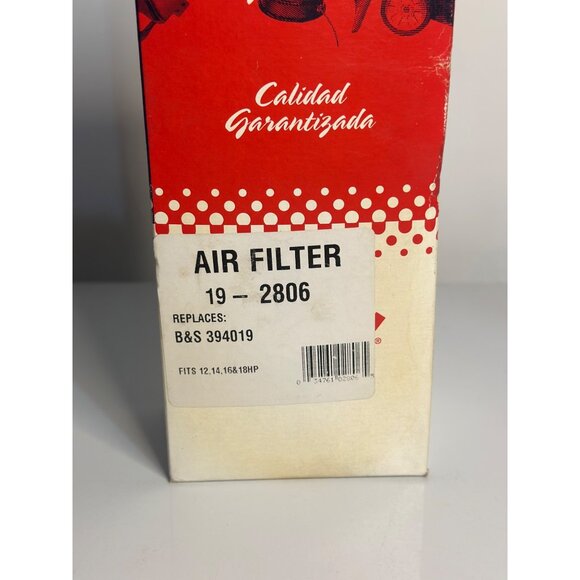 Calidad
Garantizada
AIR FILTER
19 - 2806
REPLACES:
B&S 394019
FITS 12,14,16&18HP
®